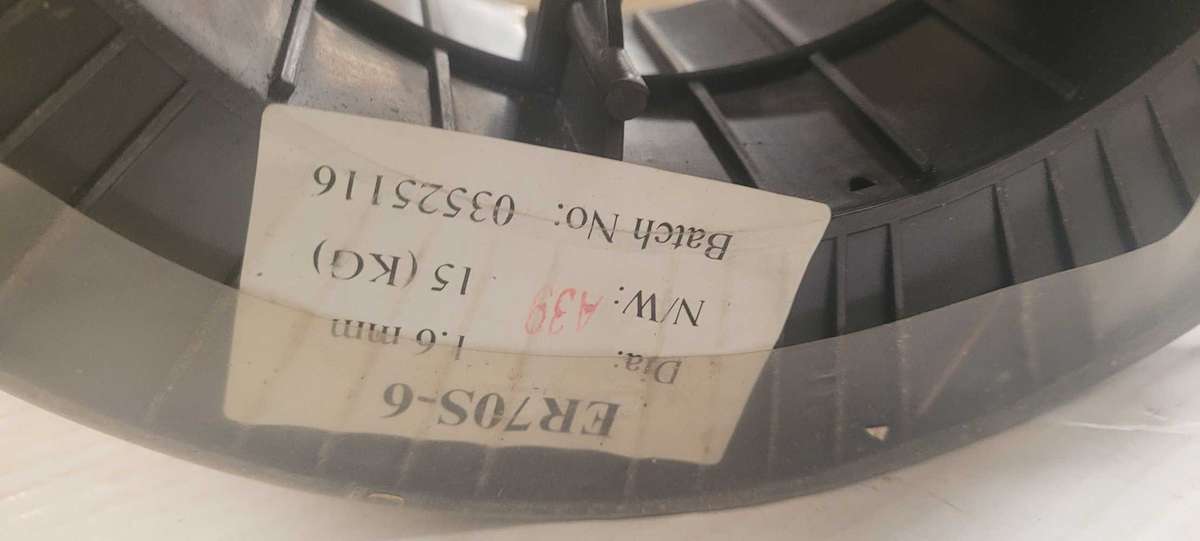 ER70S-6
Dia: 1.6 mm
N/W: 15 (KG)
A39
Batch No: 03525116